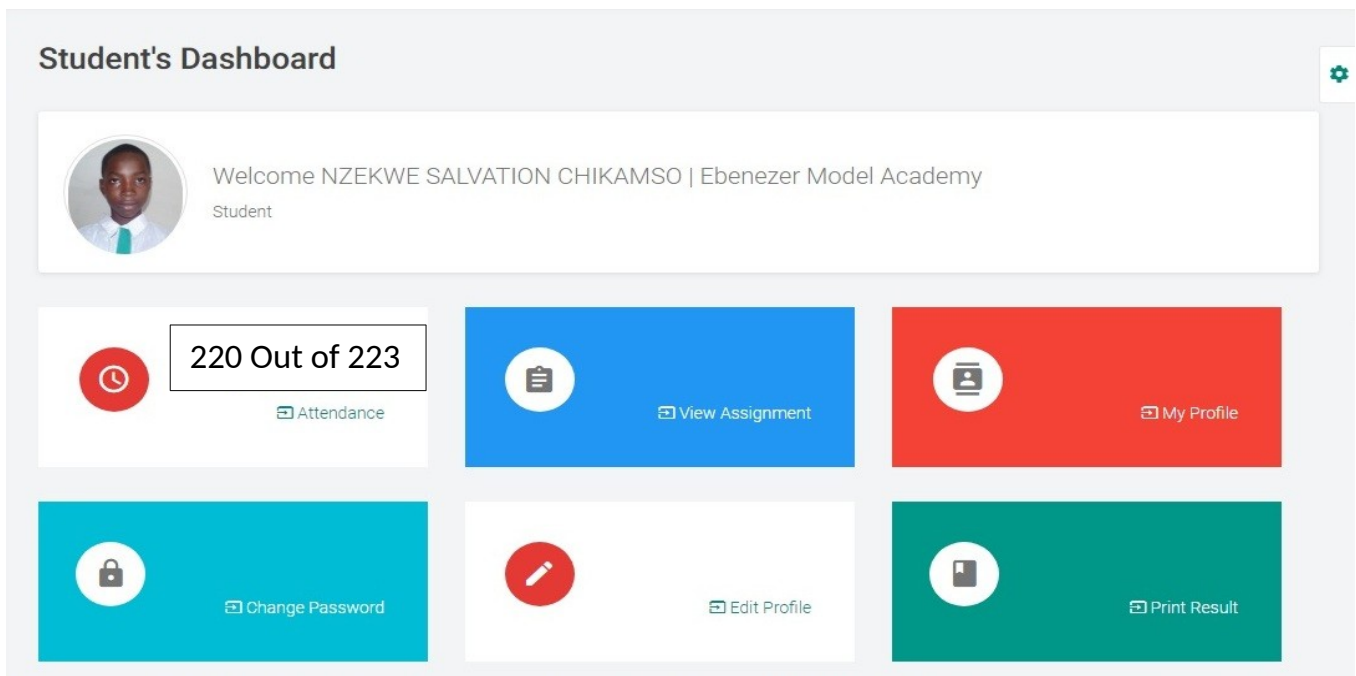 Student's Dashboard
Welcome NZEKWE SALVATION CHIKAMSO | Ebenezer Model Academy
Student
220 Out of 223
Attendance
View Assignment
My Profile
Change Password
Edit Profile
Print Result